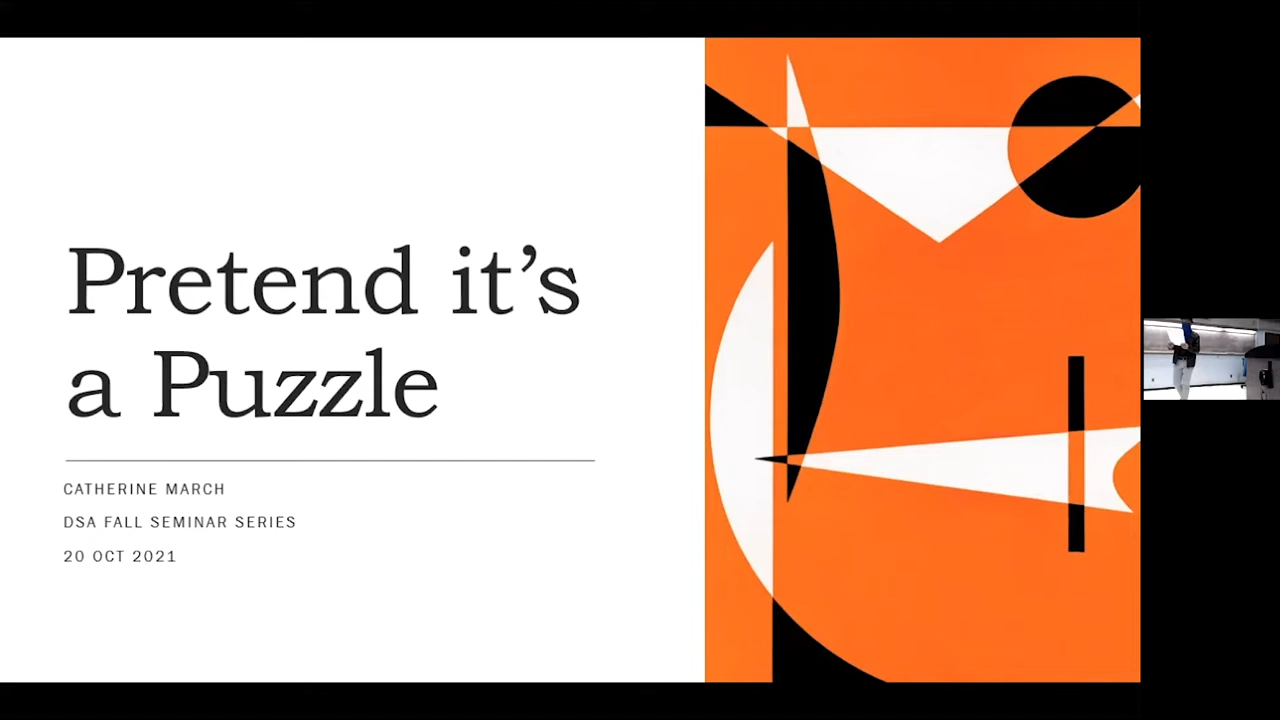 Pretend it’s
a Puzzle
CATHERINE MARCH
DSA FALL SEMINAR SERIES
20 OCT 2021